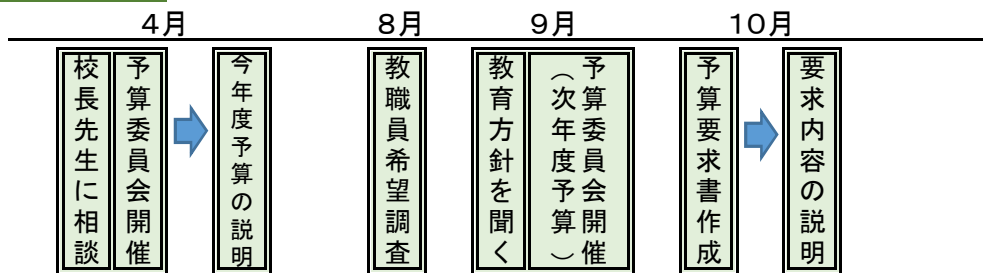 4月
8月
9月
10月
校長先生に相談
予算委員会開催
今年度予算の説明
教職員希望調査
教育方針を聞く
予算委員会開催
（次年度予算）
予算要求書作成
要求内容の説明